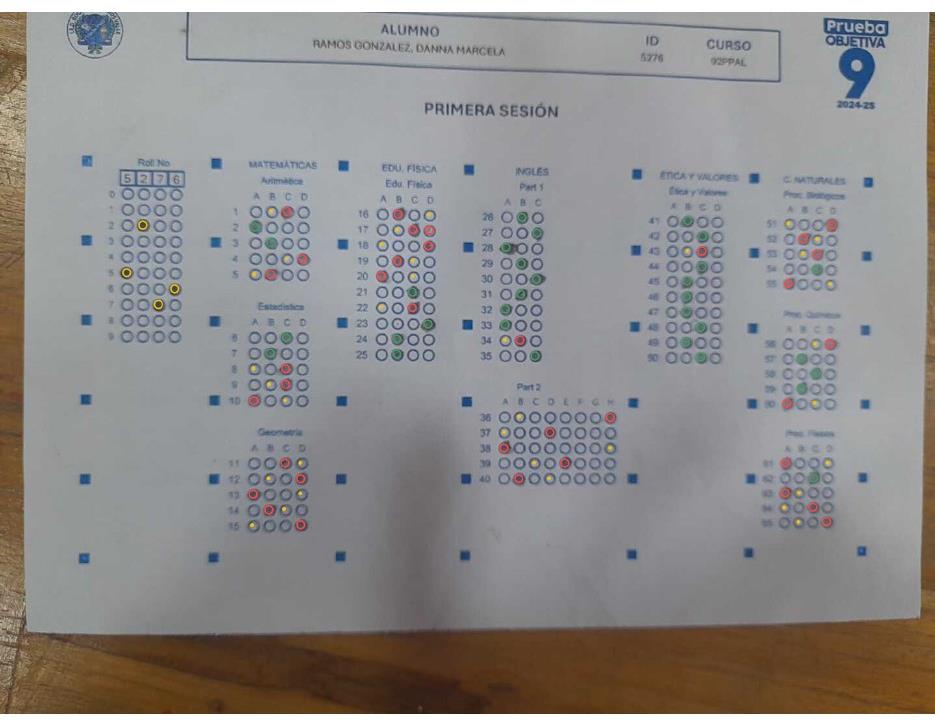 ALUMNO
RAMOS GONZALEZ, DANNA MARCELA
ID
5276
CURSO
92PPAL
Prueba
OBJETIVA
9
2024-25
PRIMERA SESIÓN
Roll No
5 2 7 6
0
1
2
3
4
5
6
7
8
9
MATEMÁTICAS
Aritmética
A B C D
1
2
3
4
5
Estadística
A B C D
6
7
8
9
10
Geometría
A B C D
11
12
13
14
15
EDU. FÍSICA
Edu. Física
A B C D
16
17
18
19
20
21
22
23
24
25
INGLÉS
Part 1
A B C
26
27
28
29
30
31
32
33
34
35
Part 2
A B C D E F G H
36
37
38
39
40
ÉTICA Y VALORES
Ética y Valores
A B C D
41
42
43
44
45
46
47
48
49
50
C. NATURALES
Proc. Biológicos
A B C D
51
52
53
54
55
Proc. Químicos
A B C D
56
57
58
59
60
Proc. Físicos
A B C D
61
62
63
64
65